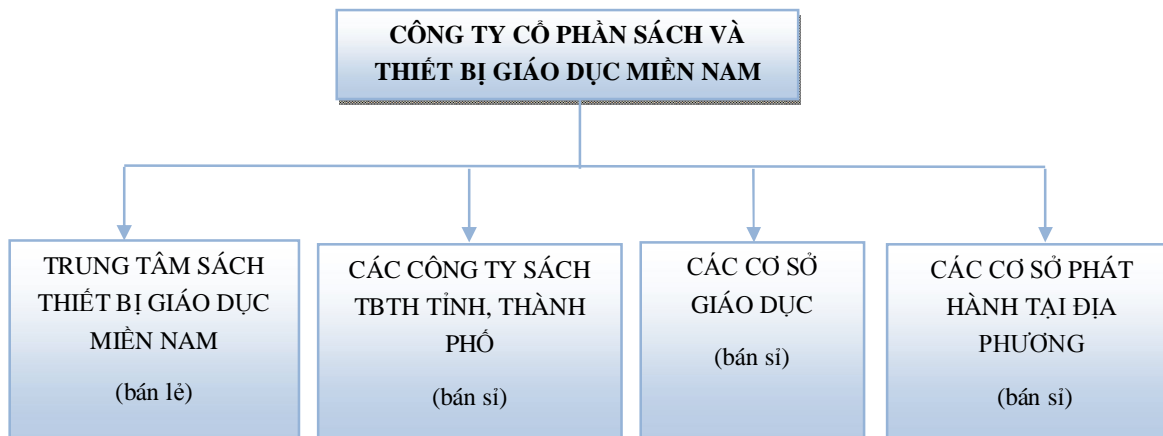 CÔNG TY CỔ PHẦN SÁCH VÀ
THIẾT BỊ GIÁO DỤC MIỀN NAM
TRUNG TÂM SÁCH
THIẾT BỊ GIÁO DỤC
MIỀN NAM
(bán lẻ)
CÁC CÔNG TY SÁCH
TBTH TỈNH, THÀNH
PHỐ
(bán sỉ)
CÁC CƠ SỞ
GIÁO DỤC
(bán sỉ)
CÁC CƠ SỞ PHÁT
HÀNH TẠI ĐỊA
PHƯƠNG
(bán sỉ)